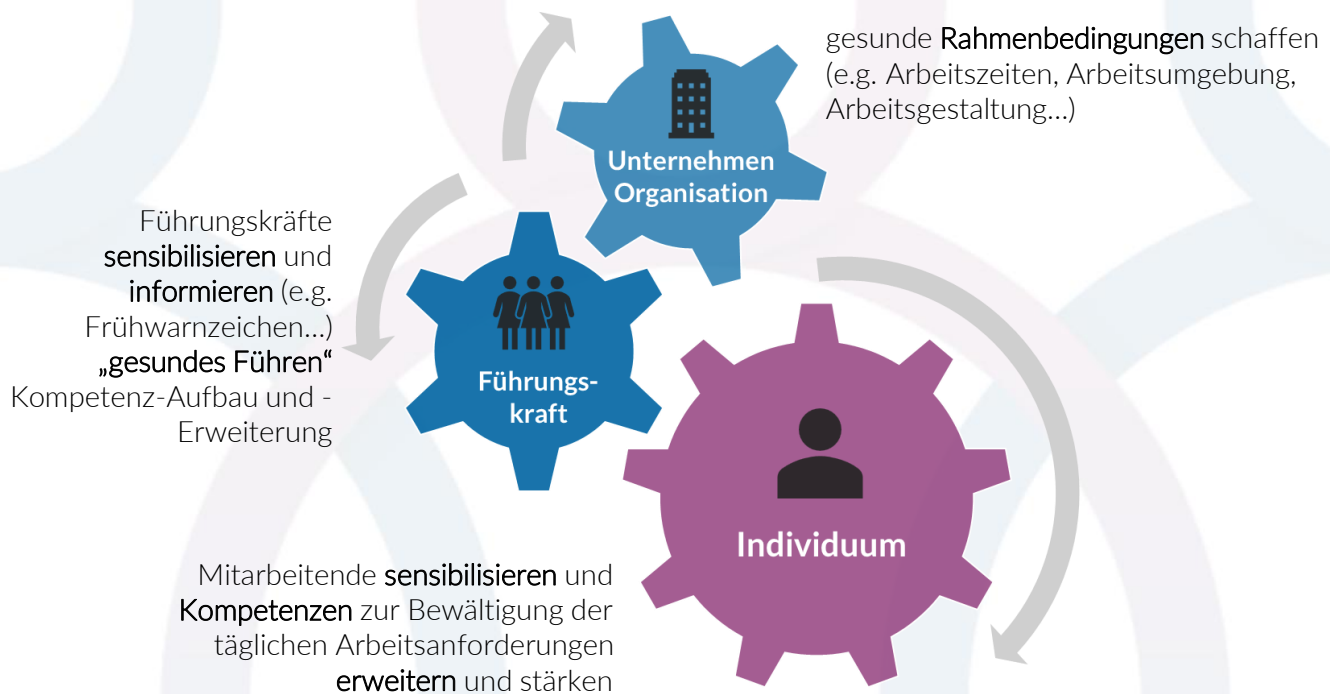 gesunde Rahmenbedingungen schaffen
(e.g. Arbeitszeiten, Arbeitsumgebung,
Arbeitsgestaltung...)
Unternehmen
Organisation
Führungskräfte
sensibilisieren und
informieren (e.g.
Frühwarnzeichen...)
„gesundes Führen“
Kompetenz-Aufbau und -
Erweiterung
Führungs-
kraft
Individuum
Mitarbeitende sensibilisieren und
Kompetenzen zur Bewältigung der
täglichen Arbeitsanforderungen
erweitern und stärken